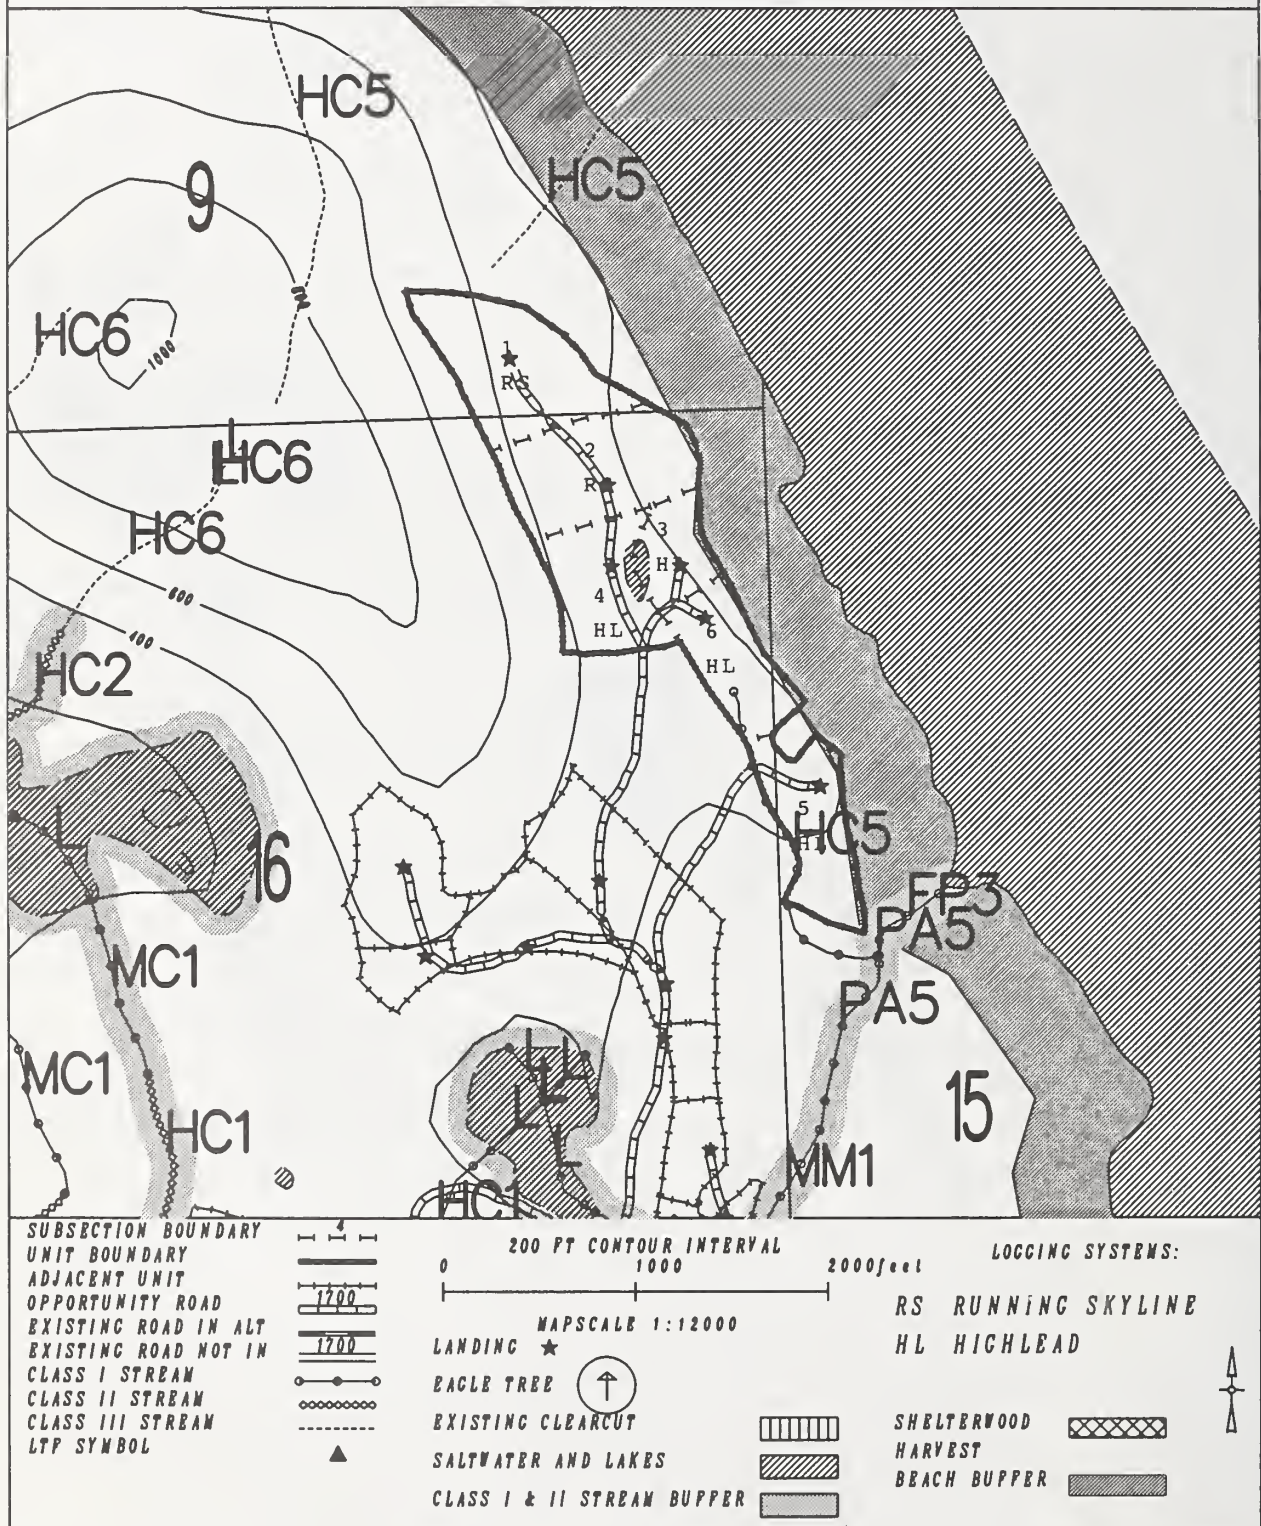 HC5
HC5
9
800
HC6
1000
1
RS
L
HC6
2
R
HC6
3
H
600
4
400
HL
6
HC2
HL
5
HC5
L
16
FP3
PA5
MC1
PA5
L
L
L
L
L
MC1
15
HC1
MM1
HC1
SUBSECTION BOUNDARY 4
UNIT BOUNDARY
ADJACENT UNIT
OPPORTUNITY ROAD 1700
EXISTING ROAD IN ALT
EXISTING ROAD NOT IN 1700
CLASS I STREAM
CLASS II STREAM
CLASS III STREAM
LTF SYMBOL
200 FT CONTOUR INTERVAL
0 1000 2000feet
MAPSCALE 1:12000
LANDING
EAGLE TREE
EXISTING CLEARCUT
SALTWATER AND LAKES
CLASS I & II STREAM BUFFER
LOGGING SYSTEMS:
RS RUNNING SKYLINE
HL HIGHLEAD
SHELTERWOOD
HARVEST
BEACH BUFFER